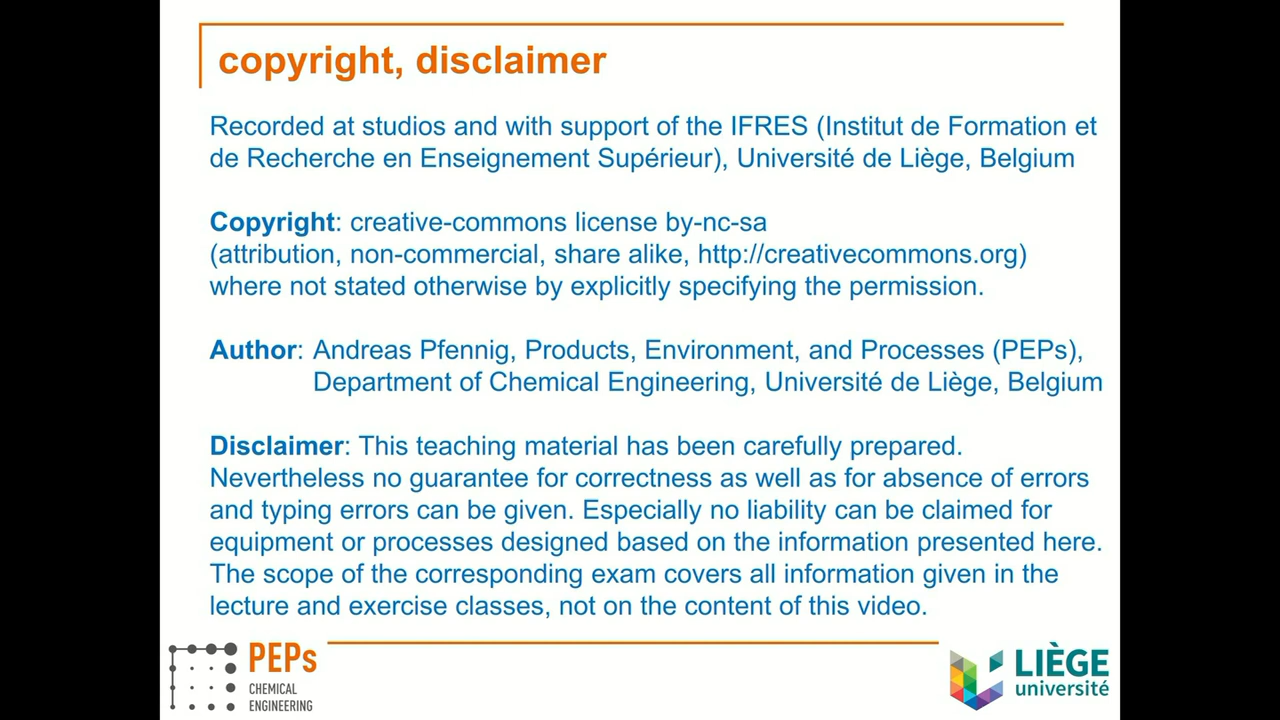 copyright, disclaimer
Recorded at studios and with support of the IFRES (Institut de Formation et
de Recherche en Enseignement Supérieur), Université de Liège, Belgium
Copyright: creative-commons license by-nc-sa
(attribution, non-commercial, share alike, http://creativecommons.org)
where not stated otherwise by explicitly specifying the permission.
Author: Andreas Pfennig, Products, Environment, and Processes (PEPs),
Department of Chemical Engineering, Université de Liège, Belgium
Disclaimer: This teaching material has been carefully prepared.
Nevertheless no guarantee for correctness as well as for absence of errors
and typing errors can be given. Especially no liability can be claimed for
equipment or processes designed based on the information presented here.
The scope of the corresponding exam covers all information given in the
lecture and exercise classes, not on the content of this video.
PEPs
CHEMICAL
ENGINEERING
LIÈGE
université